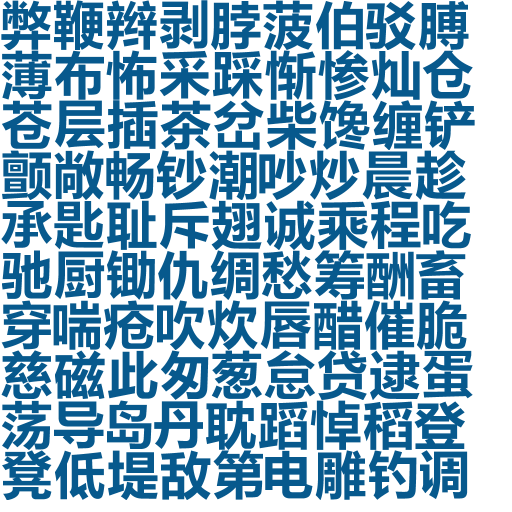 弊鞭辫剥脖菠伯驳膊
薄布怖采踩惭惨灿仓
苍层插茶岔柴馋缠铲
颤敞畅钞潮吵炒晨趁
承匙耻斥翅诚乘程吃
驰厨锄仇绸愁筹酬畜
穿喘疮吹炊唇醋催脆
慈磁此匆葱怠贷逮蛋
荡导岛丹耽蹈悼稻登
凳低堤敌第电雕钓调